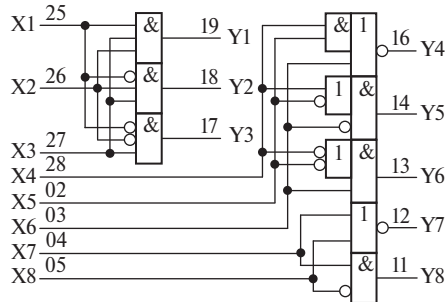 X1 25 & 19 Y1
X2 26 & 18 Y2
X3 27 & 17 Y3
X4 28
X5 02
X6 03
X7 04
X8 05
& 1 16 Y4
1 & 14 Y5
1 & 13 Y6
1 12 Y7
& 11 Y8